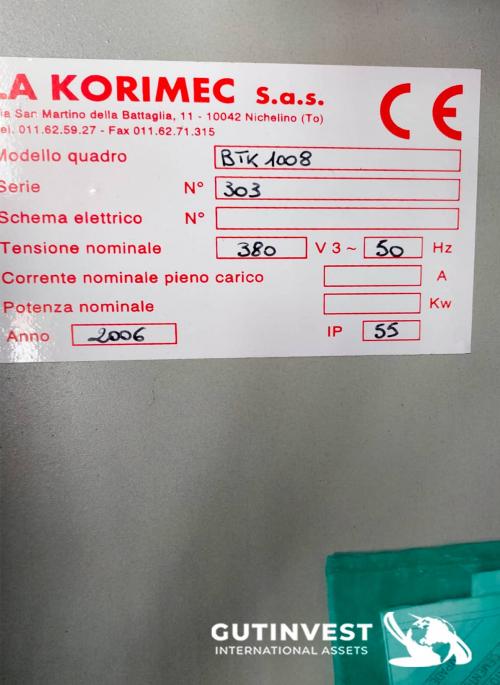 LA KORIMEC s.a.s.
Via San Martino della Battaglia, 11 - 10042 Nichelino (To)
Tel. 011.62.59.27 - Fax 011.62.71.315
CE
Modello quadro BTK 1008
Serie N° 303
Schema elettrico N°
Tensione nominale 380 V 3 ~ 50 Hz
Corrente nominale pieno carico A
Potenza nominale Kw
Anno 2006 IP 55
GUTINVEST
INTERNATIONAL ASSETS